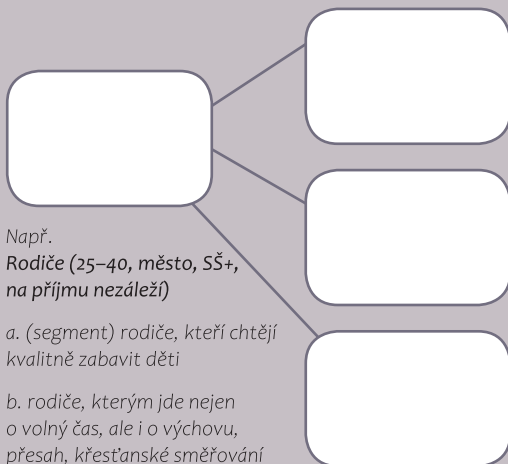 Např.
Rodiče (25–40, město, SŠ+,
na příjmu nezáleží)
a. (segment) rodiče, kteří chtějí
kvalitně zabavit děti
b. rodiče, kterým jde nejen
o volný čas, ale i o výchovu,
přesah, křesťanské směřování